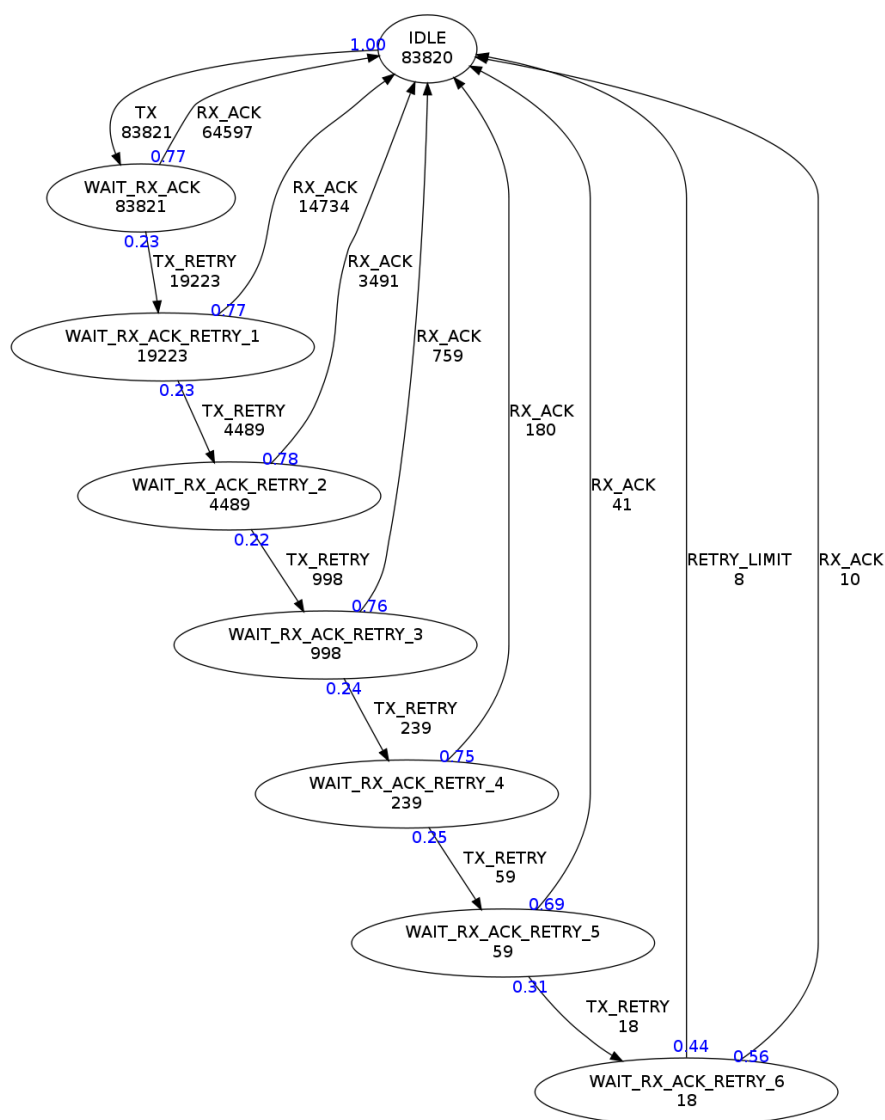 IDLE
83820
1.00
TX
83821
RX_ACK
64597
0.77
WAIT_RX_ACK
83821
0.23
TX_RETRY
19223
RX_ACK
14734
0.77
WAIT_RX_ACK_RETRY_1
19223
0.23
TX_RETRY
4489
RX_ACK
3491
0.78
WAIT_RX_ACK_RETRY_2
4489
0.22
TX_RETRY
998
RX_ACK
759
0.76
WAIT_RX_ACK_RETRY_3
998
0.24
TX_RETRY
239
RX_ACK
180
0.75
WAIT_RX_ACK_RETRY_4
239
0.25
TX_RETRY
59
RX_ACK
41
0.69
WAIT_RX_ACK_RETRY_5
59
0.31
TX_RETRY
18
RETRY_LIMIT
8
0.44
RX_ACK
10
0.56
WAIT_RX_ACK_RETRY_6
18